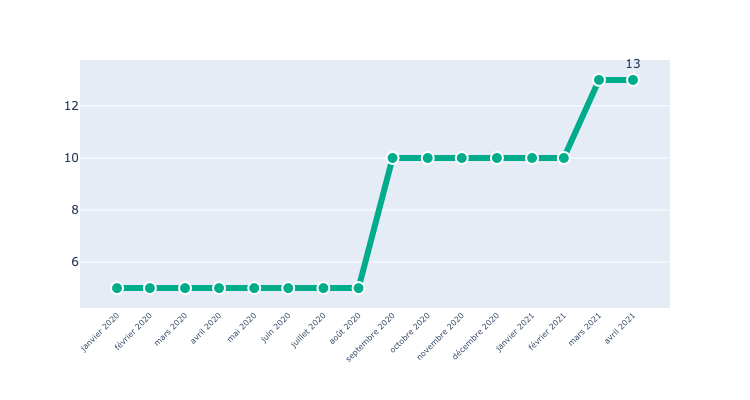 13
12
10
8
6
janvier 2020
février 2020
mars 2020
avril 2020
mai 2020
juin 2020
juillet 2020
août 2020
septembre 2020
octobre 2020
novembre 2020
décembre 2020
janvier 2021
février 2021
mars 2021
avril 2021